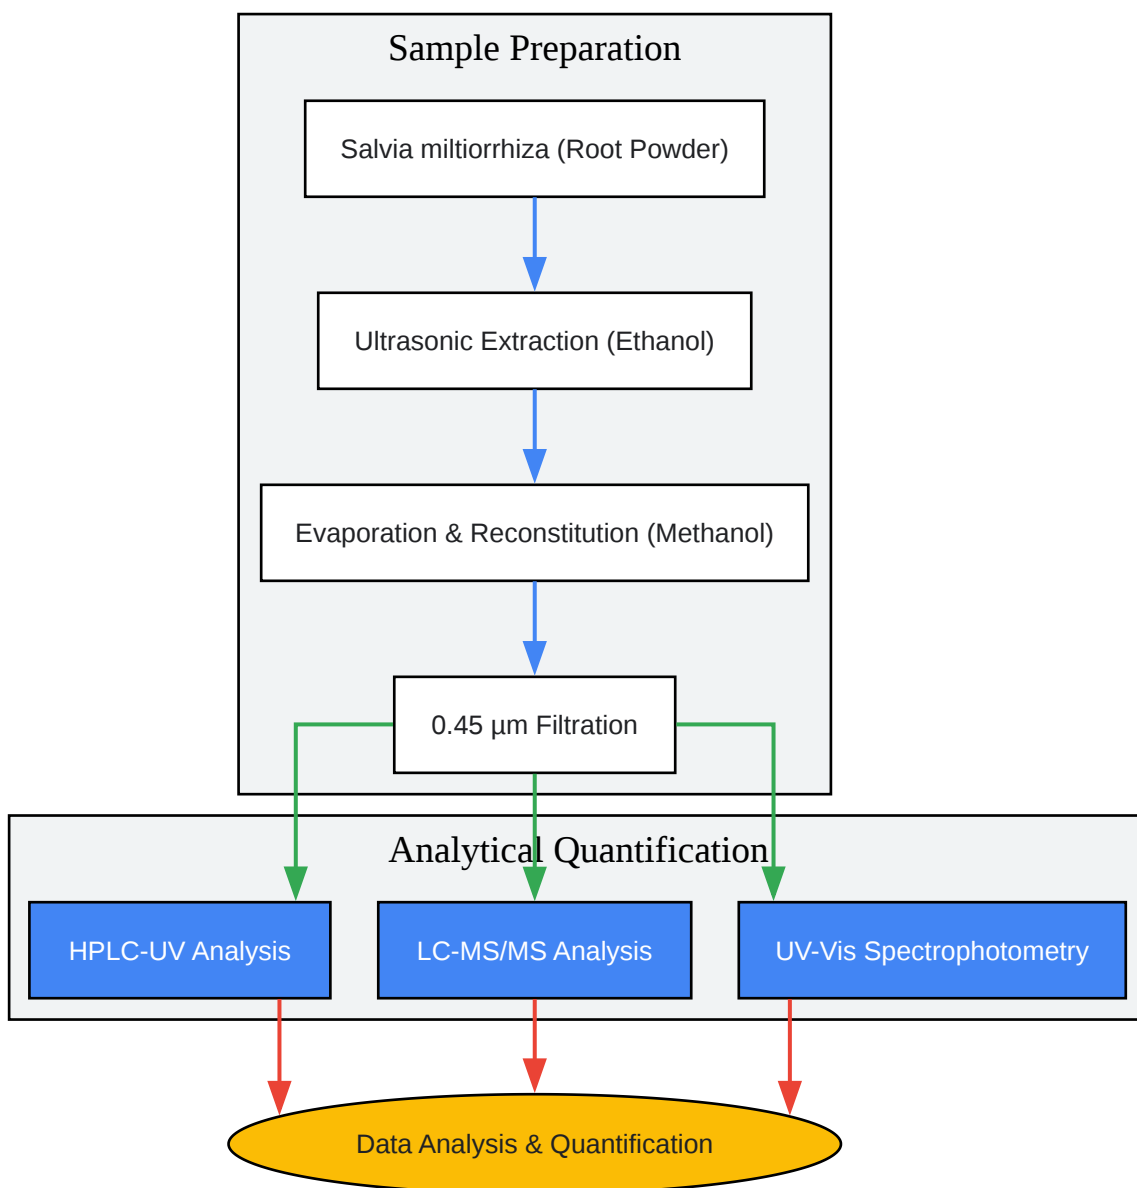 Sample Preparation
Salvia miltiorrhiza (Root Powder)
Ultrasonic Extraction (Ethanol)
Evaporation & Reconstitution (Methanol)
0.45 µm Filtration
Analytical Quantification
HPLC-UV Analysis
LC-MS/MS Analysis
UV-Vis Spectrophotometry
Data Analysis & Quantification